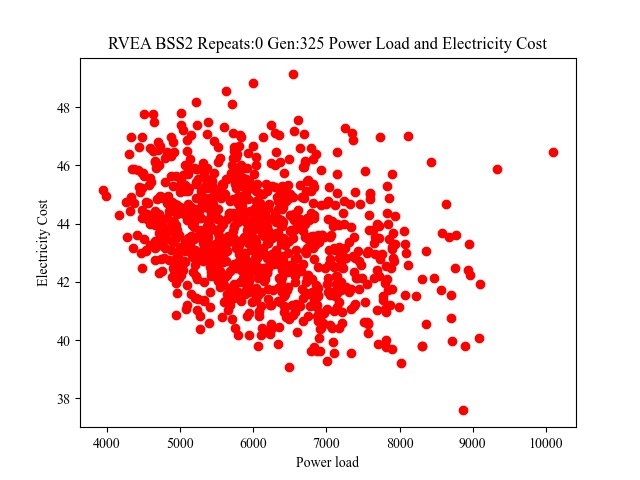 RVEA BSS2 Repeats:0 Gen:325 Power Load and Electricity Cost
Electricity Cost
48
46
44
42
40
38
4000 5000 6000 7000 8000 9000 10000
Power load